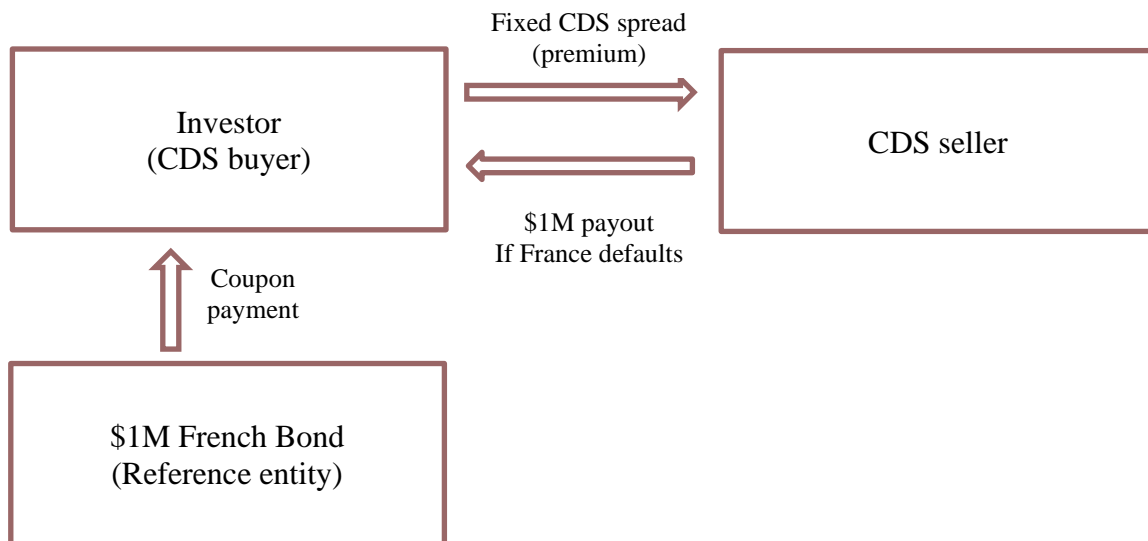 Fixed CDS spread
(premium)
Investor
(CDS buyer)
CDS seller
$1M payout
If France defaults
Coupon
payment
$1M French Bond
(Reference entity)